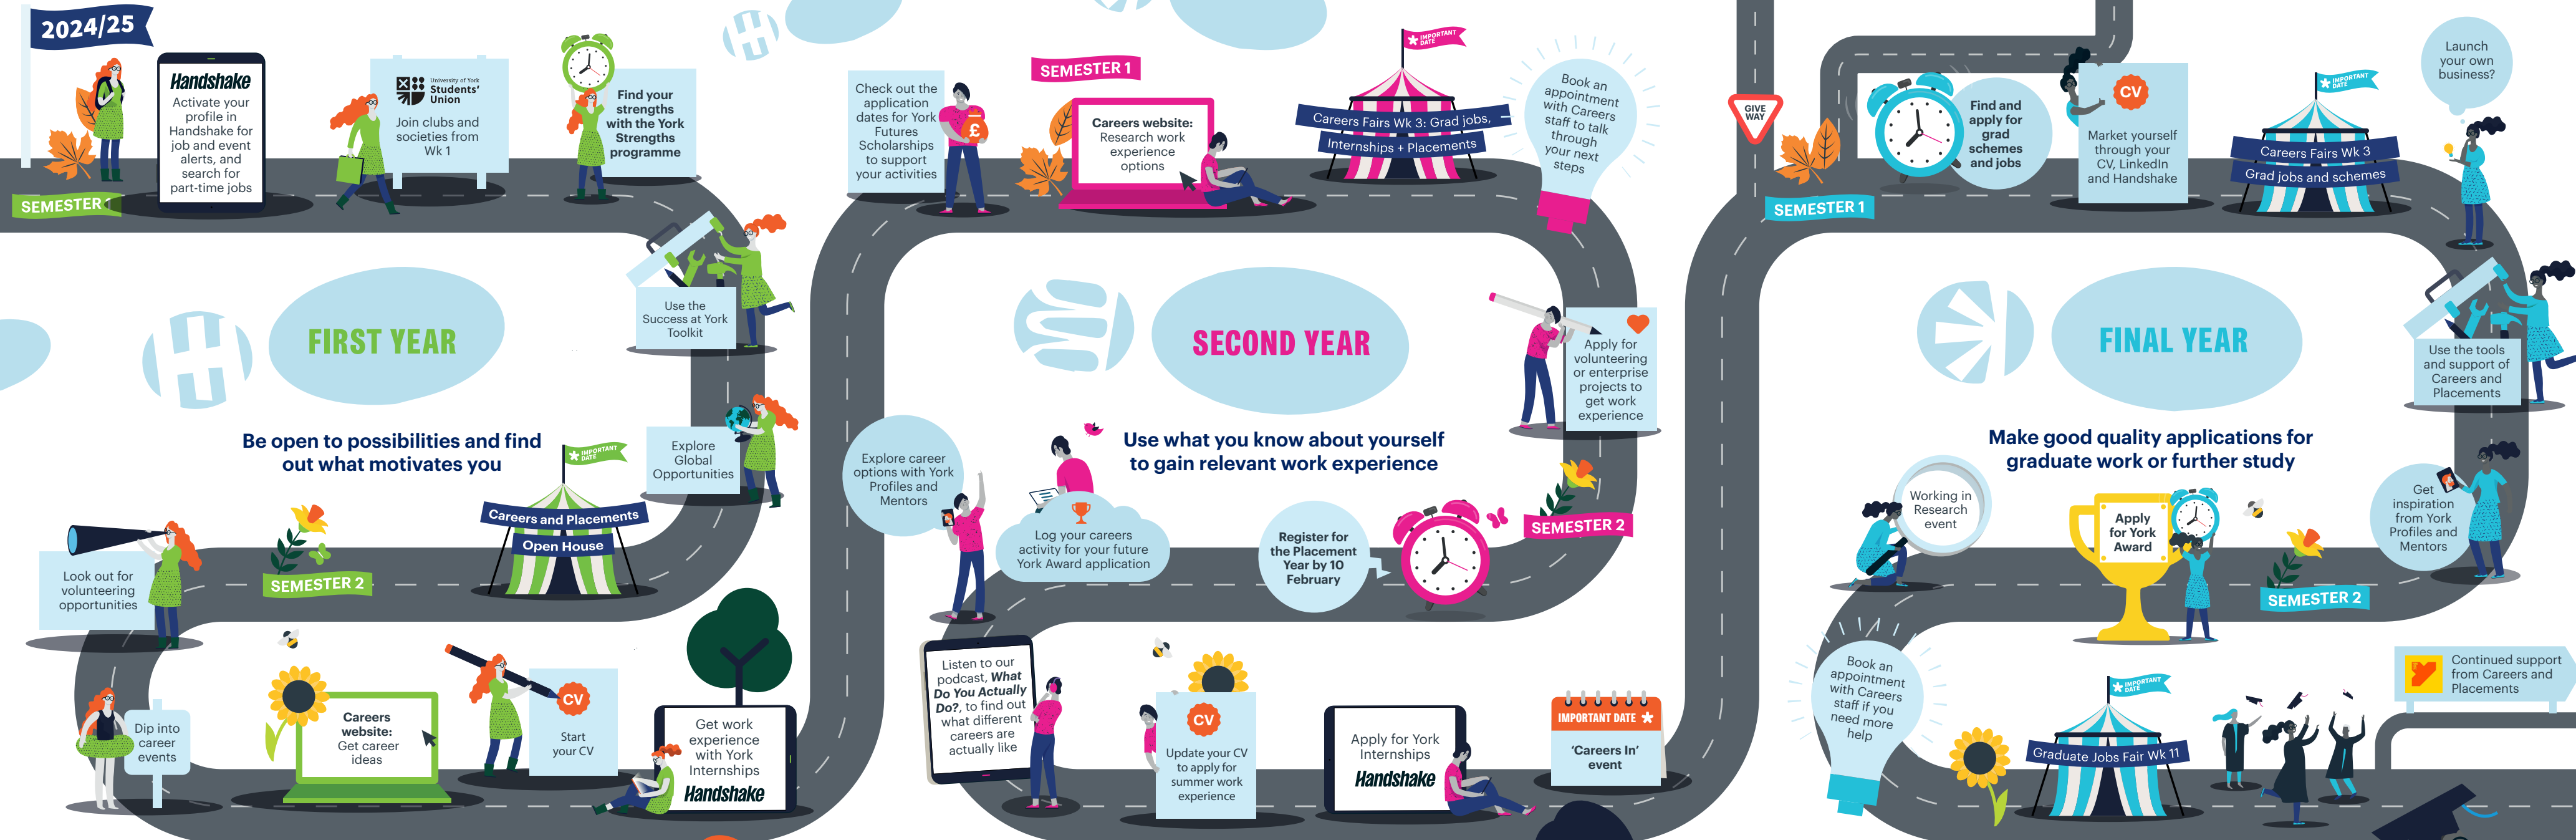 2024/25
SEMESTER 1
Handshake
Activate your
profile in
Handshake for
job and event
alerts, and
search for
part-time jobs
University of York
Students'
Union
Join clubs and
societies from
Wk 1
Find your
strengths
with the York
Strengths
programme
Use the
Success at York
Toolkit
FIRST YEAR
Be open to possibilities and find
out what motivates you
Explore
Global
Opportunities
IMPORTANT
DATE
Careers and Placements
Open House
SEMESTER 2
Look out for
volunteering
opportunities
Dip into
career
events
Careers
website:
Get career
ideas
CV
Start
your CV
Get work
experience
with York
Internships
Handshake
Check out the
application
dates for York
Futures
Scholarships
to support
your activities
£
SEMESTER 1
Careers website:
Research work
experience
options
IMPORTANT
DATE
Careers Fairs Wk 3: Grad jobs,
Internships + Placements
Book an
appointment
with Careers
staff to talk
through
your next
steps
SECOND YEAR
Use what you know about yourself
to gain relevant work experience
Apply for
volunteering
or enterprise
projects to
get work
experience
SEMESTER 2
Register for
the Placement
Year by 10
February
Log your careers
activity for your future
York Award application
Explore career
options with York
Profiles and
Mentors
Listen to our
podcast, What
Do You Actually
Do?, to find out
what different
careers are
actually like
CV
Update your CV
to apply for
summer work
experience
Apply for York
Internships
Handshake
IMPORTANT DATE
'Careers In'
event
GIVE
WAY
SEMESTER 1
Find and
apply for
grad
schemes
and jobs
CV
Market yourself
through your
CV, LinkedIn
and Handshake
IMPORTANT
DATE
Careers Fairs Wk 3
Grad jobs and schemes
Launch
your own
business?
FINAL YEAR
Make good quality applications for
graduate work or further study
Use the tools
and support of
Careers and
Placements
Get
inspiration
from York
Profiles and
Mentors
SEMESTER 2
Apply
for York
Award
Working in
Research
event
Book an
appointment
with Careers
staff if you
need more
help
IMPORTANT
DATE
Graduate Jobs Fair Wk 11
Continued support
from Careers and
Placements